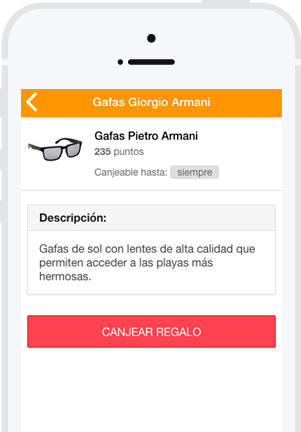 Gafas Giorgio Armani
Gafas Pietro Armani
235 puntos
Canjeable hasta: siempre
Descripción:
Gafas de sol con lentes de alta calidad que
permiten acceder a las playas más
hermosas.
CANJEAR REGALO